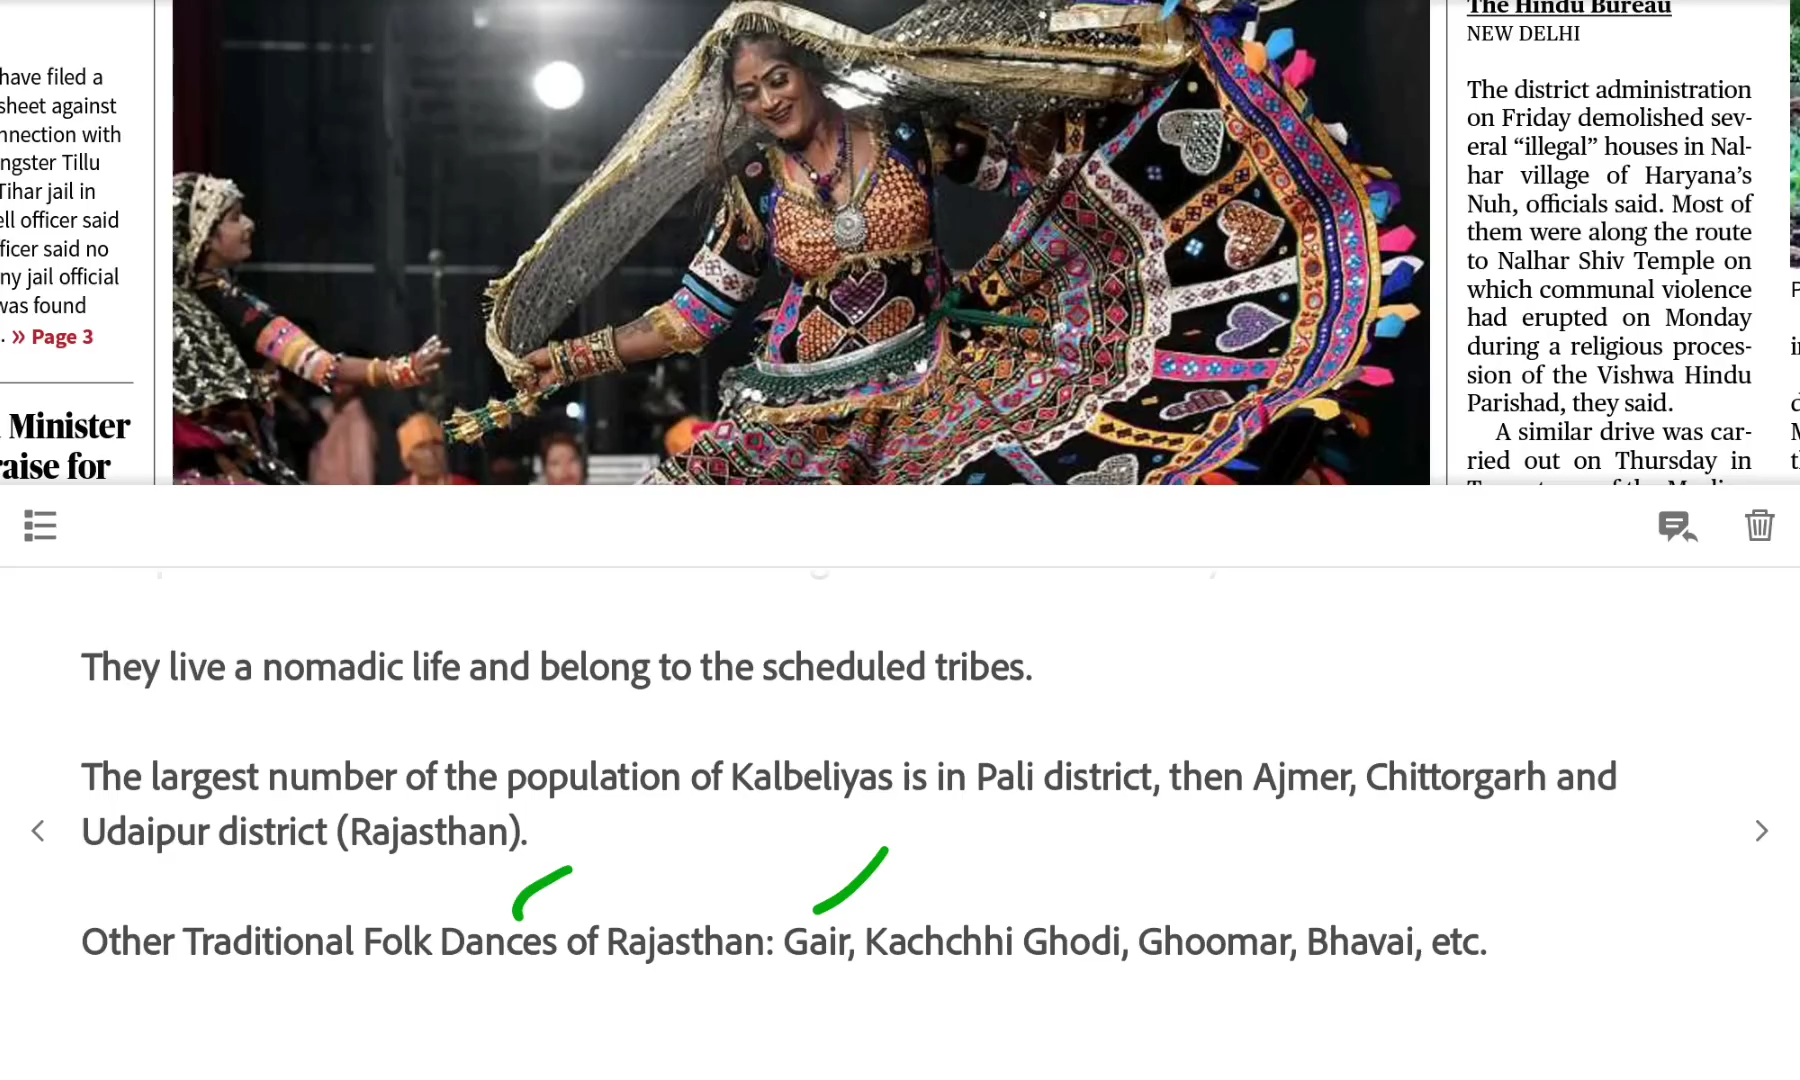 have filed a
sheet against
nnection with
ngster Tillu
Tihar jail in
ell officer said
ficer said no
ny jail official
was found
. » Page 3
Minister
raise for
The Hindu Bureau
NEW DELHI
The district administration
on Friday demolished sev-
eral “illegal” houses in Nal-
har village of Haryana’s
Nuh, officials said. Most of
them were along the route
to Nalhar Shiv Temple on
which communal violence
had erupted on Monday
during a religious proces-
sion of the Vishwa Hindu
Parishad, they said.
A similar drive was car-
ried out on Thursday in
They live a nomadic life and belong to the scheduled tribes.
The largest number of the population of Kalbeliyas is in Pali district, then Ajmer, Chittorgarh and
Udaipur district (Rajasthan).
Other Traditional Folk Dances of Rajasthan: Gair, Kachchhi Ghodi, Ghoomar, Bhavai, etc.